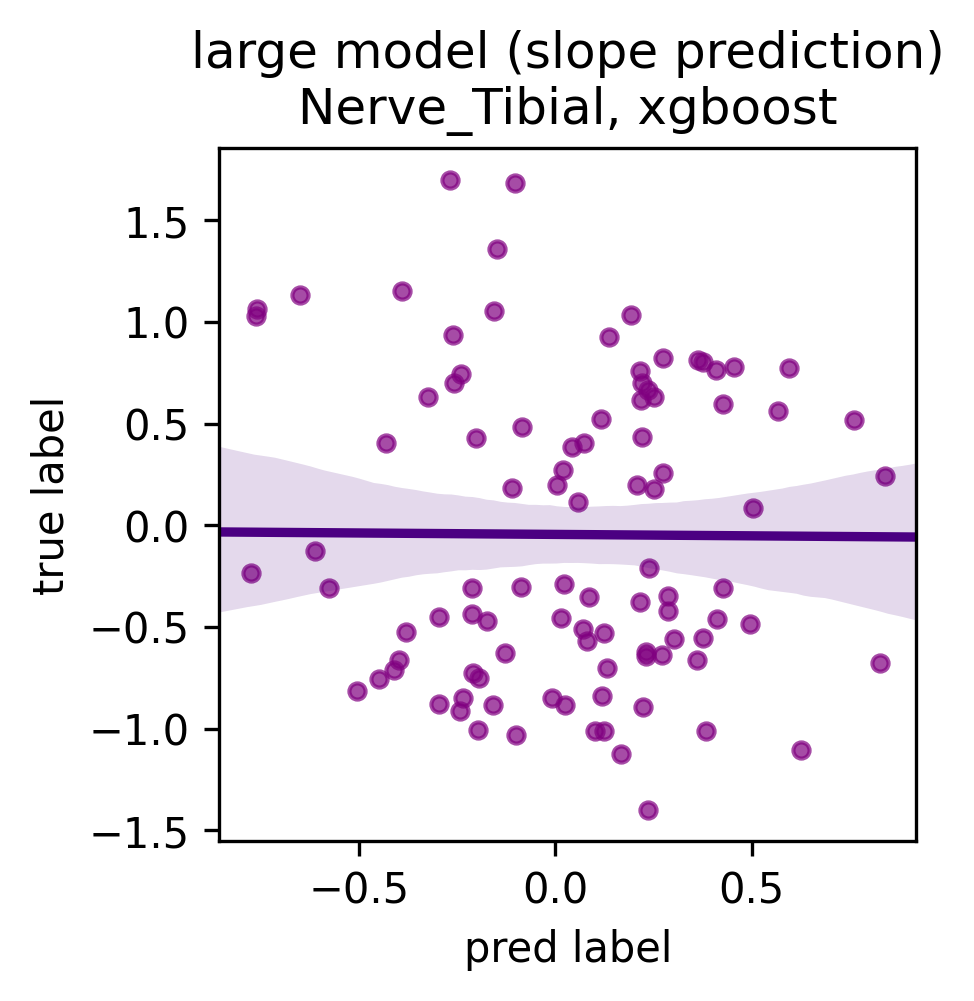 large model (slope prediction)
Nerve_Tibial, xgboost
1.5
1.0
0.5
0.0
−0.5
−1.0
−1.5
true label
−0.5 0.0 0.5
pred label